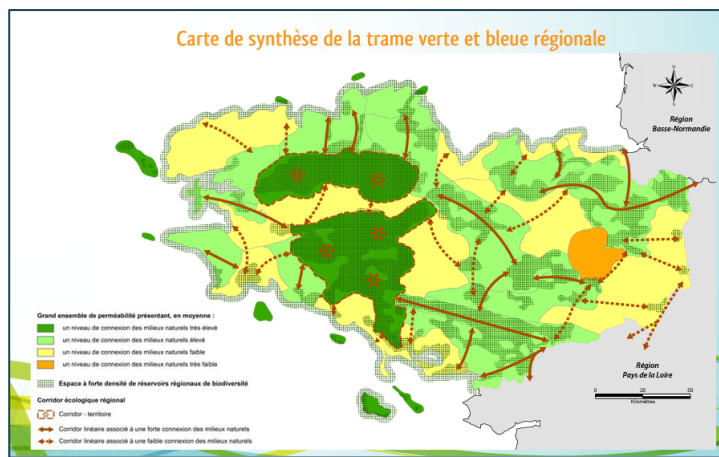 Carte de synthèse de la trame verte et bleue régionale
N
W
E
S
Région
Basse-Normandie
Grand ensemble de perméabilité présentant, en moyenne :
un niveau de connexion des milieux naturels très élevé
un niveau de connexion des milieux naturels élevé
un niveau de connexion des milieux naturels faible
un niveau de connexion des milieux naturels très faible
Espace à forte densité de réservoirs régionaux de biodiversité
Corridor écologique régional
Corridor - territoire
Corridor linéaire associé à une forte connexion des milieux naturels
Corridor linéaire associé à une faible connexion des milieux naturels
Région
Pays de la Loire
0 25 50
Kilomètres